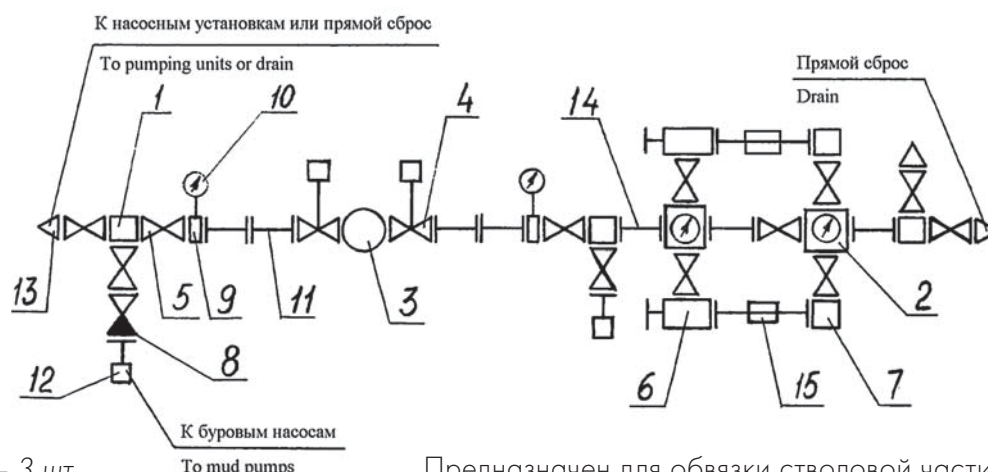 К насосным установкам или прямой сброс
To pumping units or drain
Прямой сброс
Drain
1
10
4
14
13
5
9
11
3
2
8
12
6
15
7
К буровым насосам
To mud pumps
– 3 шт
Предназначен для обвязки стволовой части